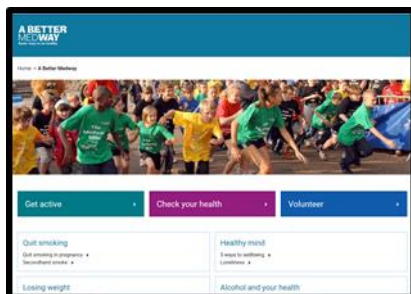 A BETTER
MEDWAY
Home > A Better Medway
Get active
Check your health
Volunteer
Quit smoking
Quit smoking in pregnancy
Secondhand smoke
Healthy mind
5 ways to wellbeing
Loneliness
Losing weight
Alcohol and your health